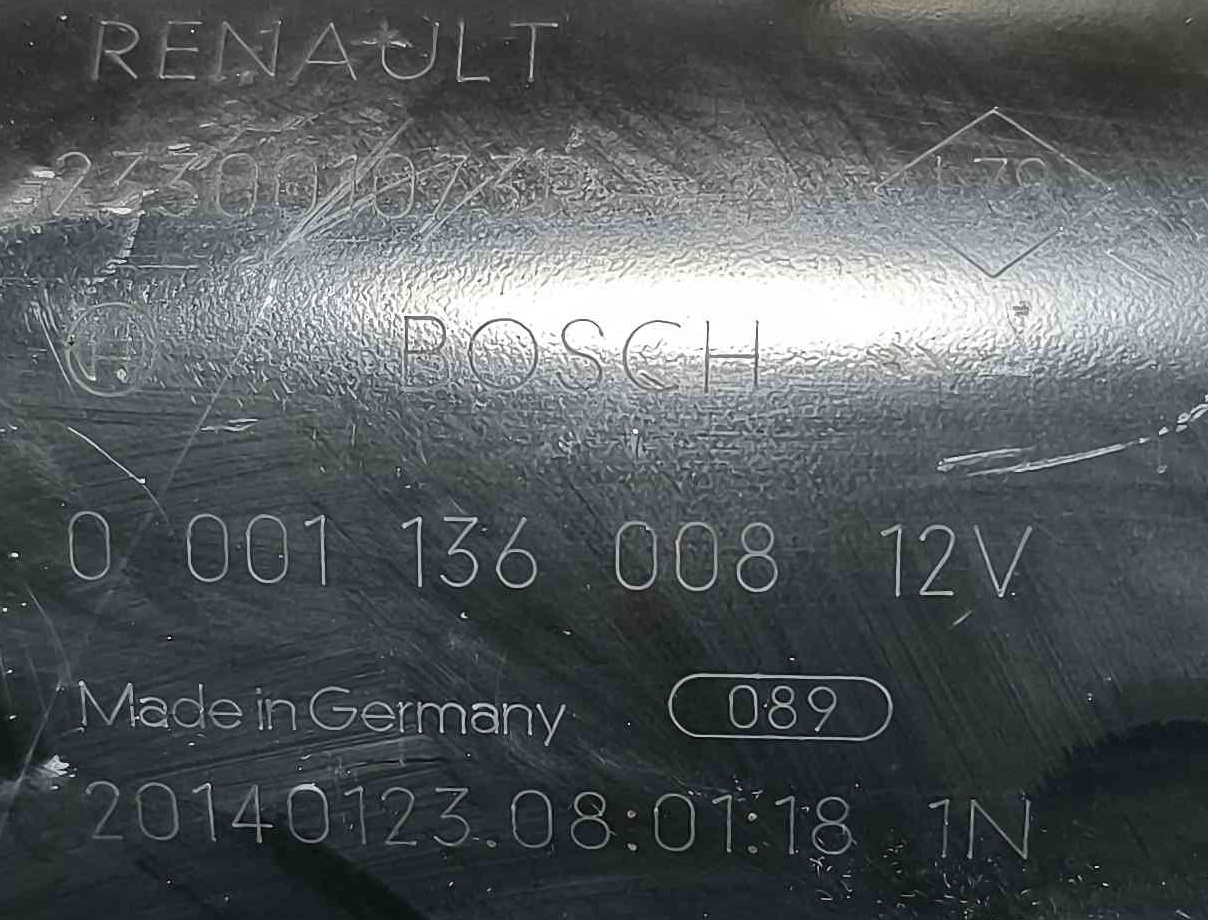 RENAULT
BOSCH
0 001 136 008 12V
Made in Germany 089
20140123.08:01:18 1N